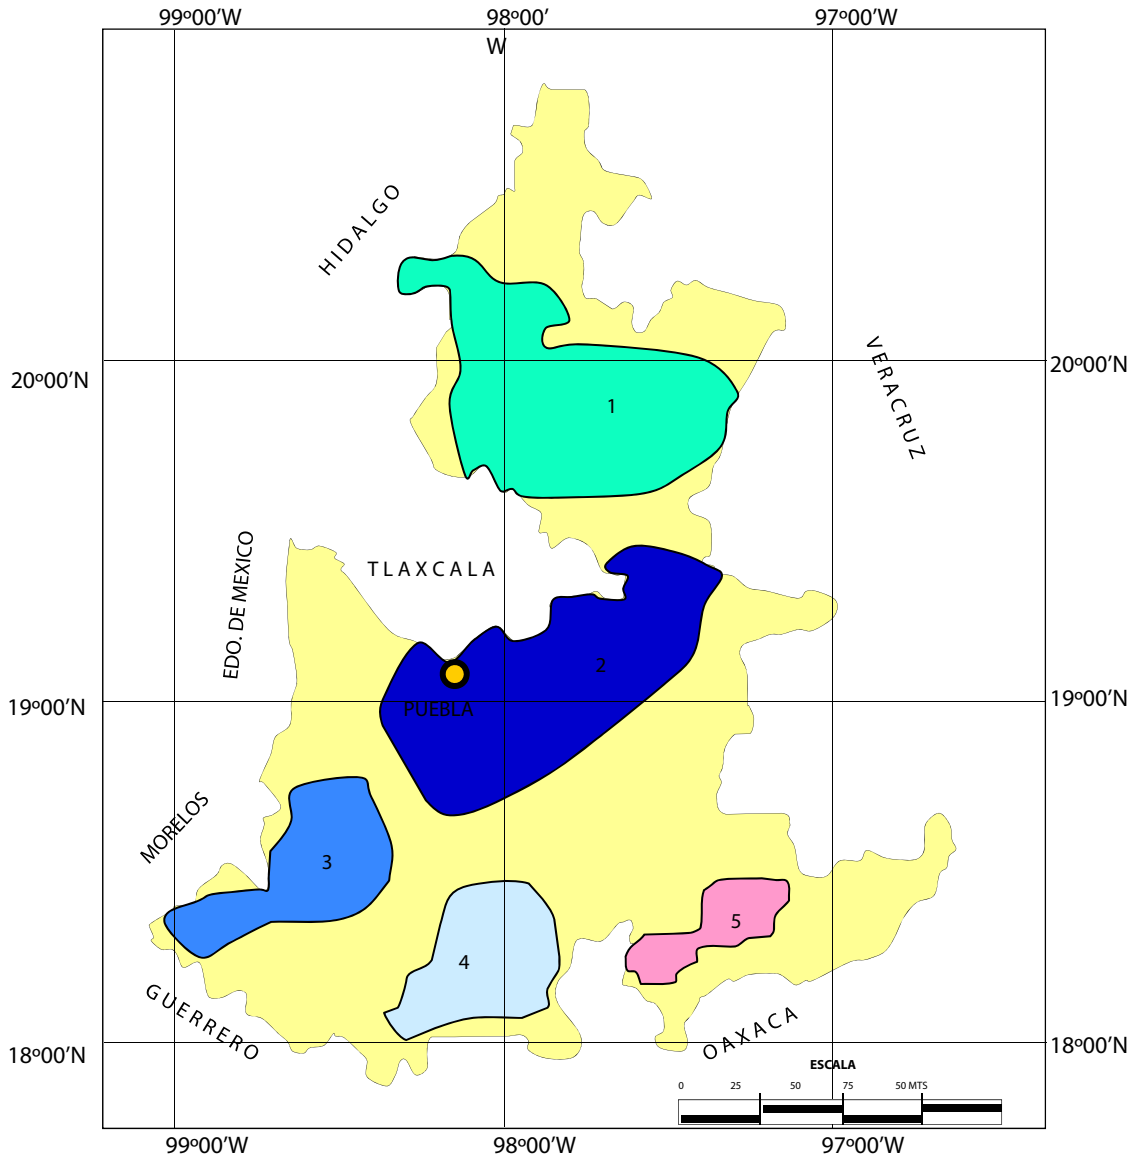 99º00’W
98º00’
W
97º00’W
HIDALGO
VERACRUZ
20º00’N
20º00’N
1
EDO. DE MEXICO
TLAXCALA
2
PUEBLA
19º00’N
19º00’N
MORELOS
3
5
4
GUERRERO
OAXACA
18º00’N
18º00’N
ESCALA
0 25 50 75 50 MTS
99º00’W
98º00’W
97º00’W